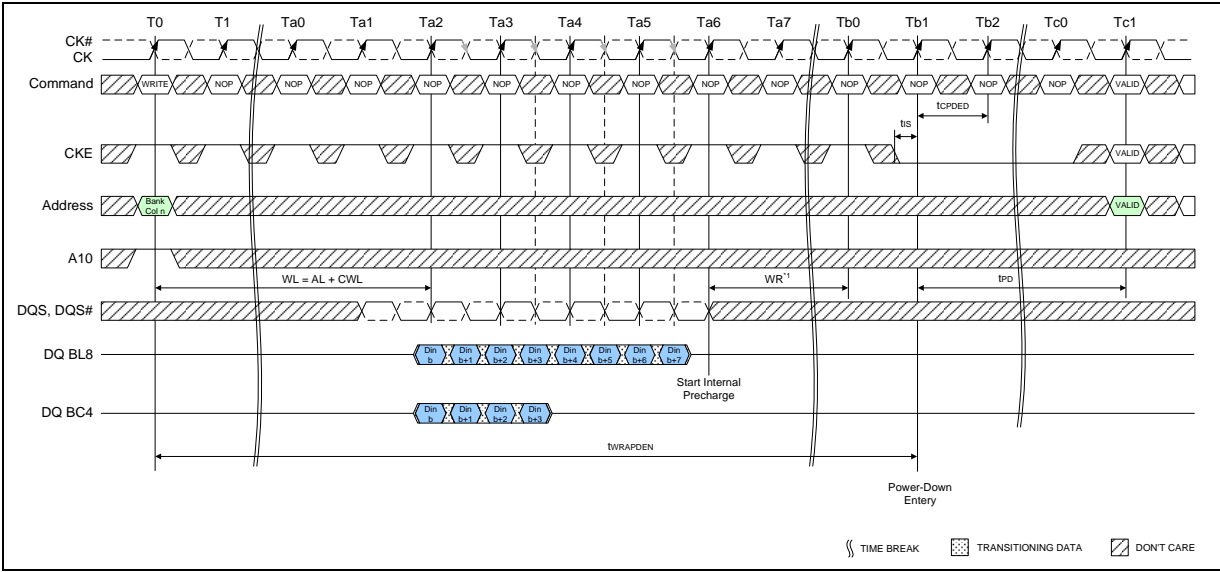 T0 T1 Ta0 Ta1 Ta2 Ta3 Ta4 Ta5 Ta6 Ta7 Tb0 Tb1 Tb2 Tc0 Tc1
CK#
CK
Command WRITE NOP NOP NOP NOP NOP NOP NOP NOP NOP NOP NOP NOP NOP VALID
tCPDED
tIS
CKE VALID
Address Bank Col n VALID
A10
WL = AL + CWL WR*1 tPD
DQS, DQS#
DQ BL8 Din b Din b+1 Din b+2 Din b+3 Din b+4 Din b+5 Din b+6 Din b+7
Start Internal
Precharge
DQ BC4 Din b Din b+1 Din b+2 Din b+3
tWRAPDEN
Power-Down
Entery
TIME BREAK TRANSITIONING DATA DON'T CARE